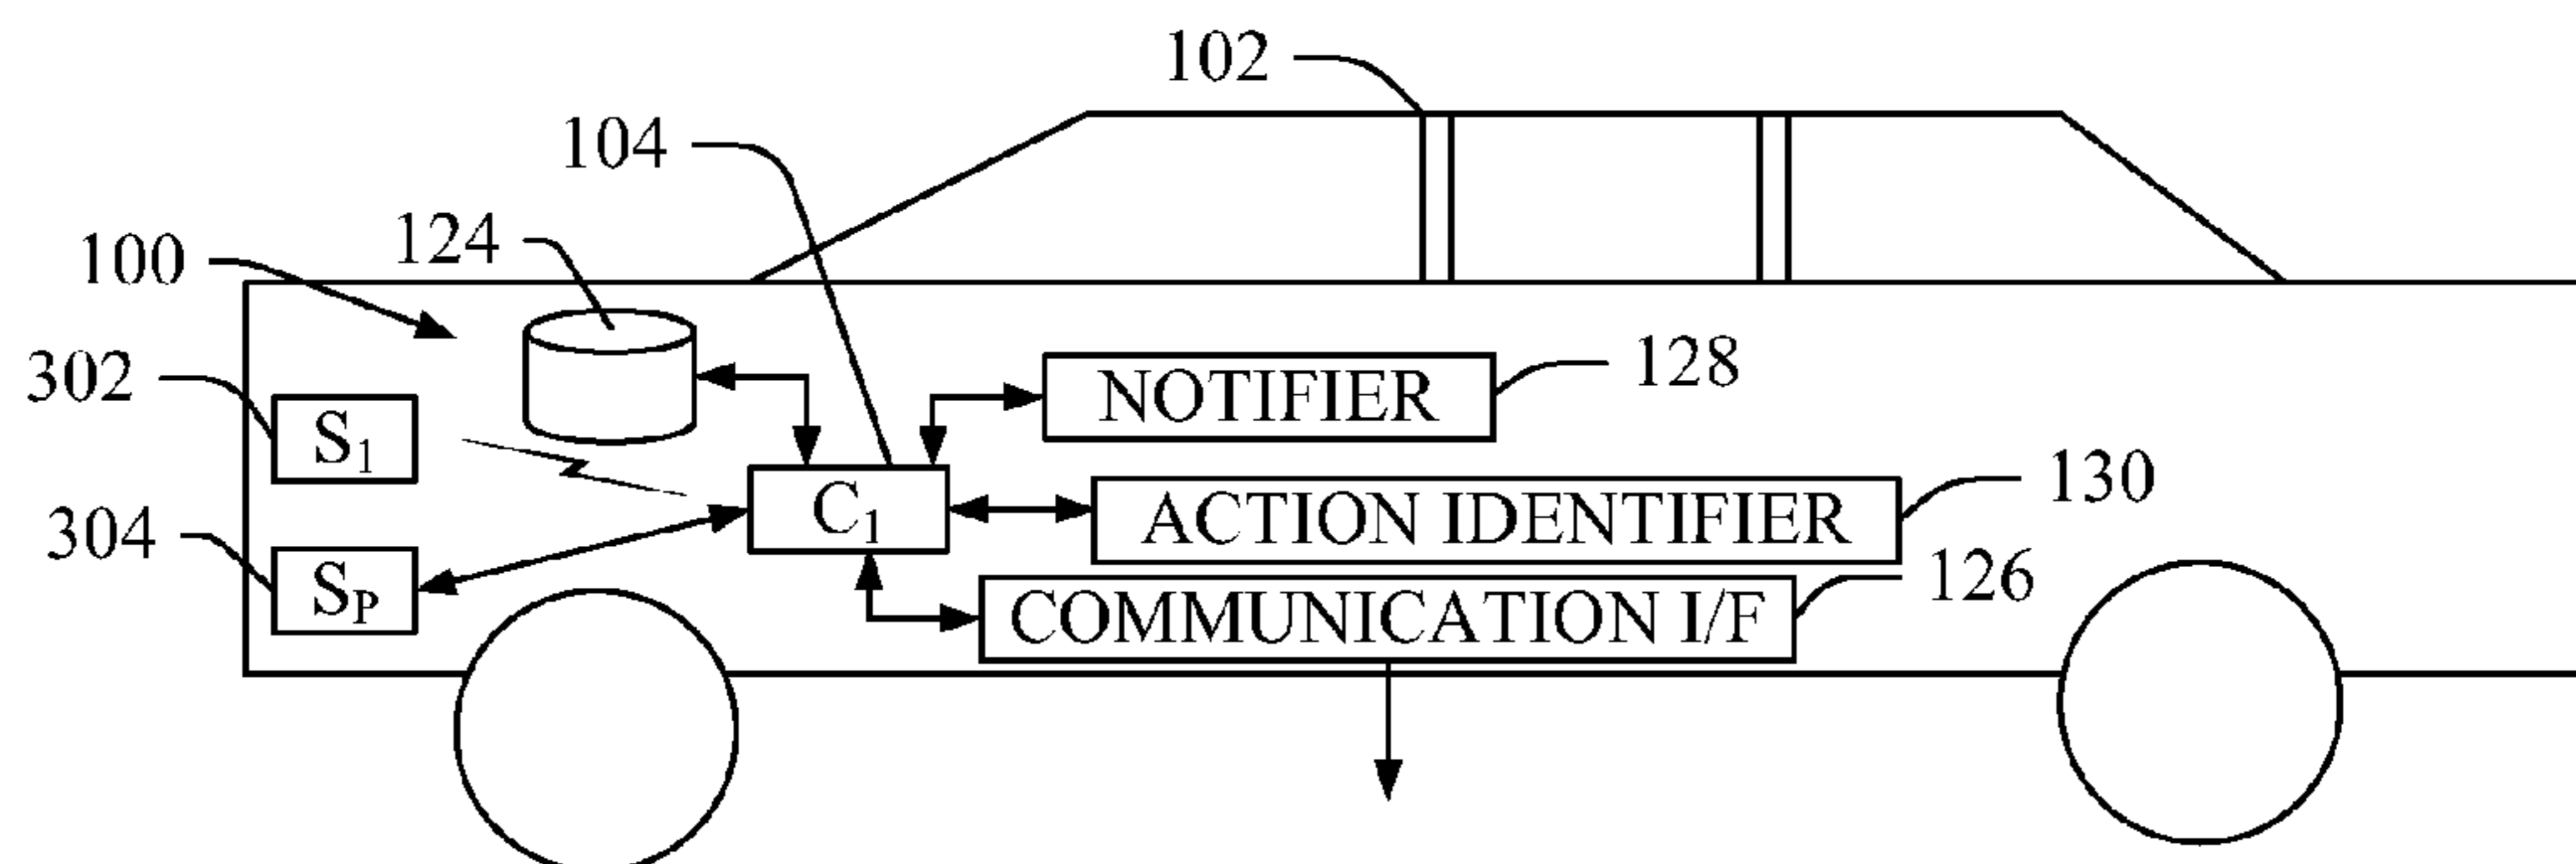 102
104
124
100
128
302
NOTIFIER
S1
130
C1
ACTION IDENTIFIER
304
126
SP
COMMUNICATION I/F